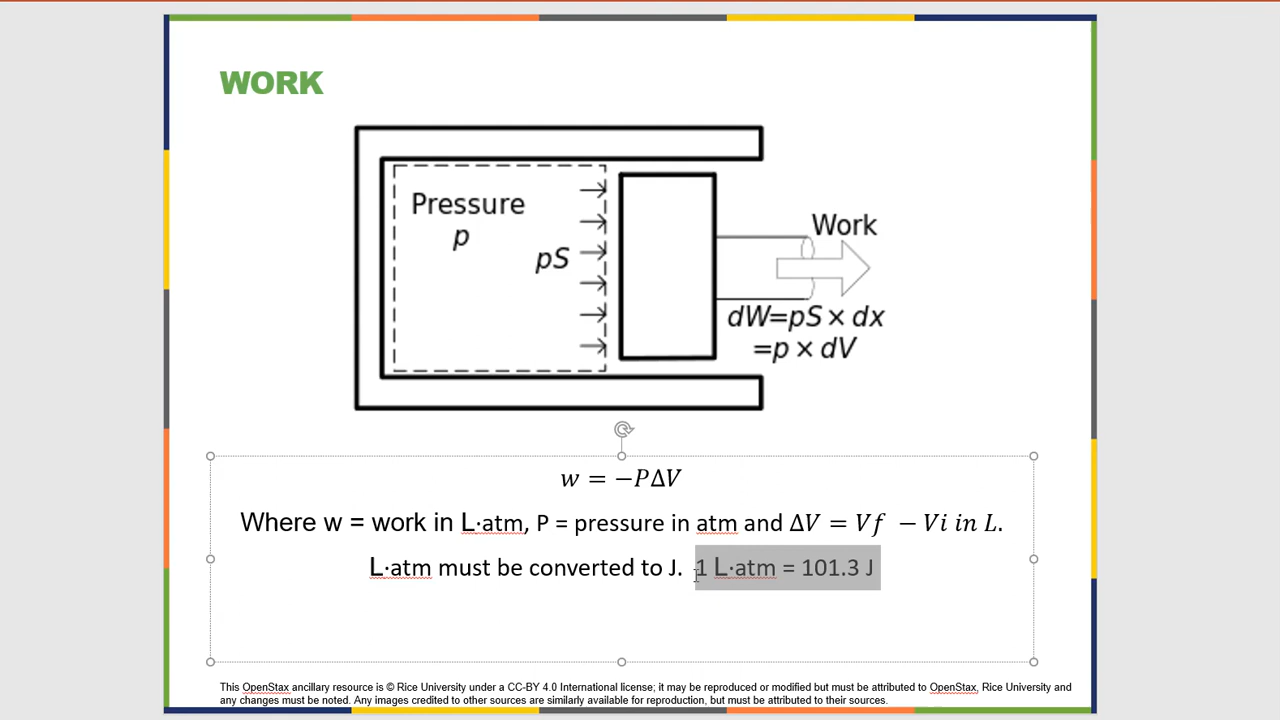 WORK
Pressure
p
pS
Work
dW=pS × dx
=p × dV
w = −PΔV
Where w = work in L·atm, P = pressure in atm and ΔV = Vf − Vi in L.
L·atm must be converted to J. 1 L·atm = 101.3 J
This OpenStax ancillary resource is © Rice University under a CC-BY 4.0 International license; it may be reproduced or modified but must be attributed to OpenStax, Rice University and
any changes must be noted. Any images credited to other sources are similarly available for reproduction, but must be attributed to their sources.